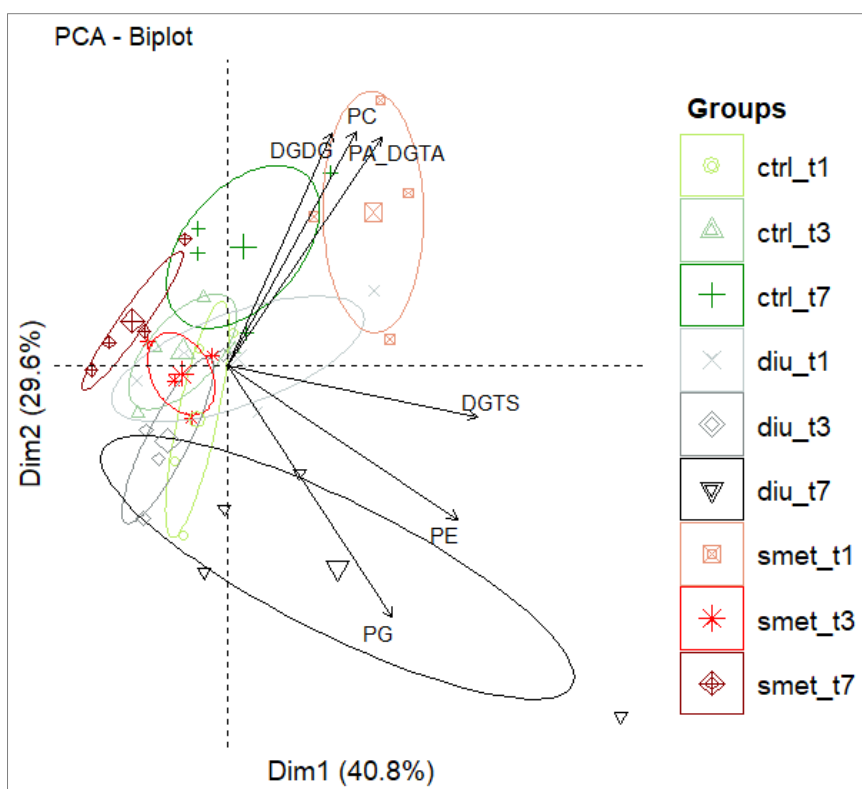 PCA - Biplot
PC
DGDG
PA_DGTA
DGTS
PE
PG
Dim2 (29.6%)
Dim1 (40.8%)
Groups
ctrl_t1
ctrl_t3
ctrl_t7
diu_t1
diu_t3
diu_t7
smet_t1
smet_t3
smet_t7